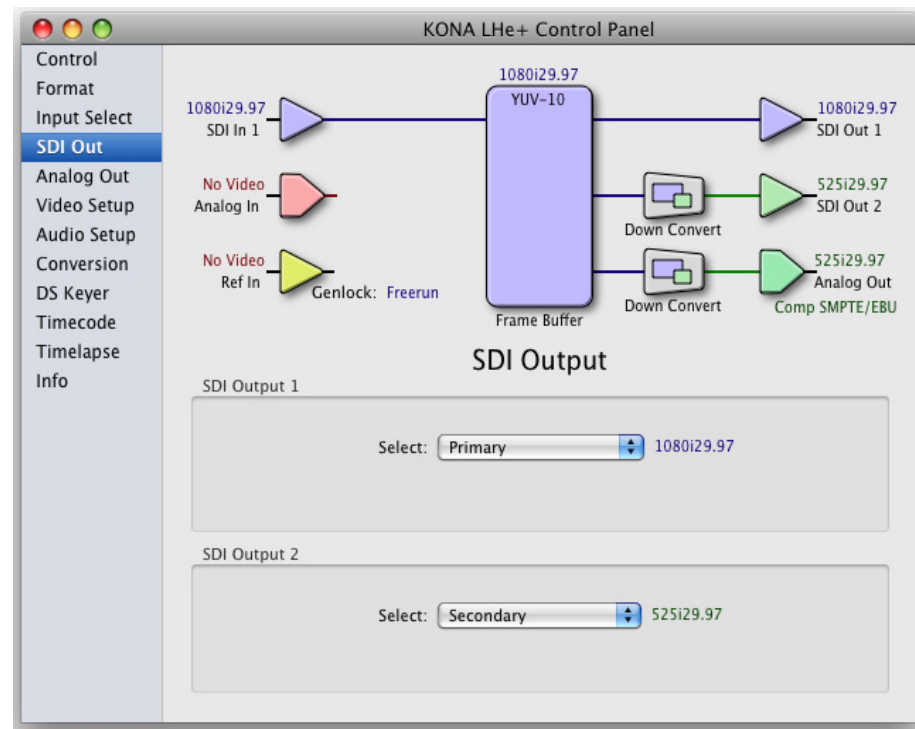 KONA LHe+ Control Panel
Control
Format
Input Select
SDI Out
Analog Out
Video Setup
Audio Setup
Conversion
DS Keyer
Timecode
Timelapse
Info
1080i29.97
YUV-10
1080i29.97
SDI In 1
1080i29.97
SDI Out 1
No Video
Analog In
Down Convert
525i29.97
SDI Out 2
No Video
Ref In
Genlock: Freerun
Down Convert
525i29.97
Analog Out
Comp SMPTE/EBU
Frame Buffer
SDI Output
SDI Output 1
Select: Primary 1080i29.97
SDI Output 2
Select: Secondary 525i29.97